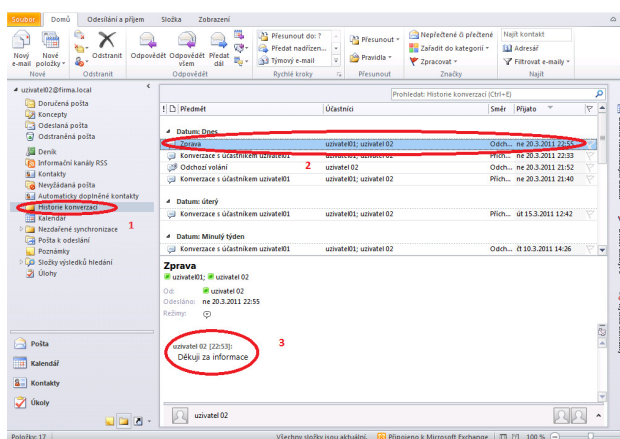 Soubor Domů Odesílání a příjem Složka Zobrazení
Nový e-mail
Nové položky
Odstranit
Odpovědět
Odpovědět všem
Předat dál
Přesunout do: ?
Předat nadřízen...
Týmový e-mail
Přesunout
Pravidla
Nepřečtené či přečtené
Zařadit do kategorií
Zpracovat
Najít kontakt
Adresář
Filtrovat e-maily
Nové Odstranit Odpovědět Rychlé kroky Přesunout Značky Najít
uzivatel02@firma.local
Doručená pošta
Koncepty
Odeslaná pošta
Odstraněná pošta
Deník
Informační kanály RSS
Kontakty
Nevyžádaná pošta
Automaticky doplněné kontakty
Historie konverzací
Kalendář
1
Nezdařené synchronizace
Pošta k odeslání
Poznámky
Složky výsledků hledání
Úlohy
Pošta
Kalendář
Kontakty
Úkoly
Prohledat: Historie konverzací (Ctrl+E)
! Předmět Účastníci Směr Přijato
Datum: Dnes
Zprava uzivatel01; uzivatel 02 Odch... ne 20.3.2011 22:55
Konverzace s účastníkem uzivatel01 uzivatel01; uzivatel 02 Přích... ne 20.3.2011 22:33
Odchozí volání 2 uzivatel 02 Odch... ne 20.3.2011 21:52
Konverzace s účastníkem uzivatel01 uzivatel01; uzivatel 02 Přích... ne 20.3.2011 21:40
Datum: úterý
Konverzace s účastníkem uzivatel01 uzivatel01; uzivatel 02 Přích... út 15.3.2011 12:42
Datum: Minulý týden
Konverzace s účastníkem uzivatel01 uzivatel01; uzivatel 02 Odch... čt 10.3.2011 14:26
Zprava
uzivatel01; uzivatel 02
Od: uzivatel 02
Odesláno: ne 20.3.2011 22:55
Režimy:
uzivatel 02 [22:53]:
3
Děkuji za informace
uzivatel 02
Položky: 17 Všechny složky jsou aktuální. Připojeno k Microsoft Exchange 100 %